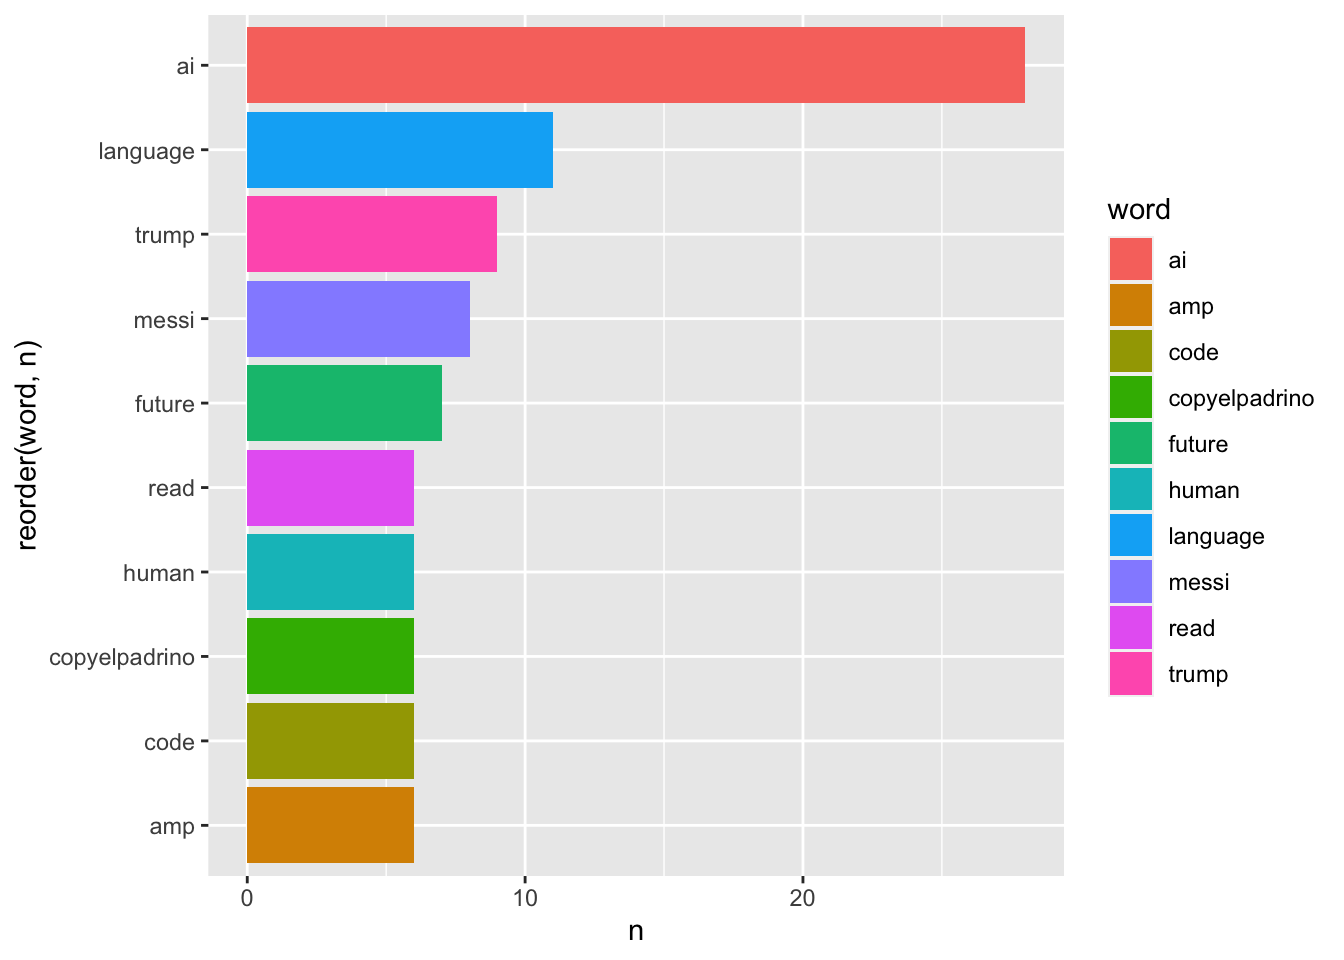 ai
language
trump
messi
future
read
human
copyelpadrino
code
amp
reorder(word, n)
0 10 20
n
word
ai
amp
code
copyelpadrino
future
human
language
messi
read
trump